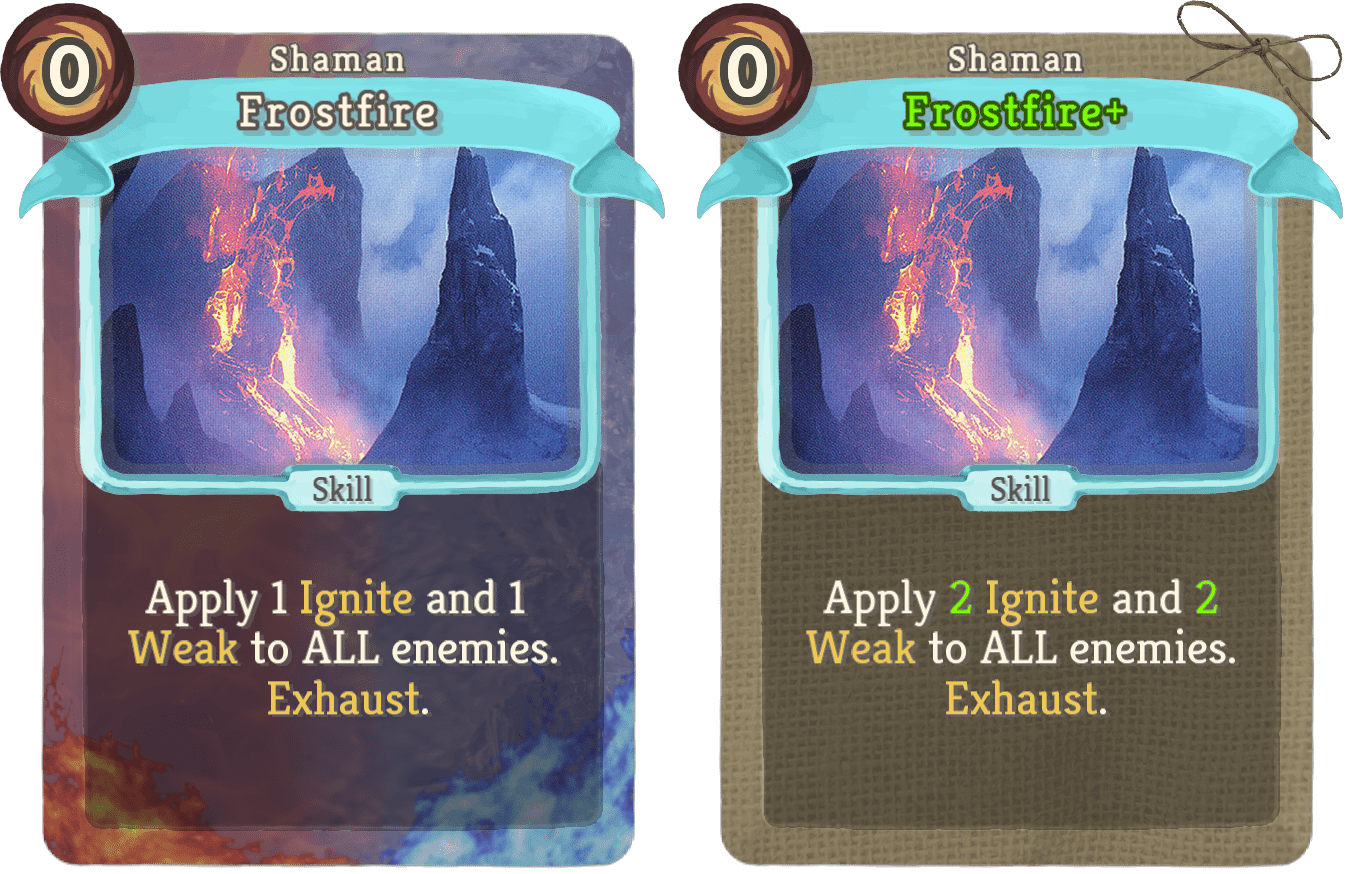 0
Shaman
Frostfire
Skill
Apply 1 Ignite and 1
Weak to ALL enemies.
Exhaust.
0
Shaman
Frostfire+
Skill
Apply 2 Ignite and 2
Weak to ALL enemies.
Exhaust.